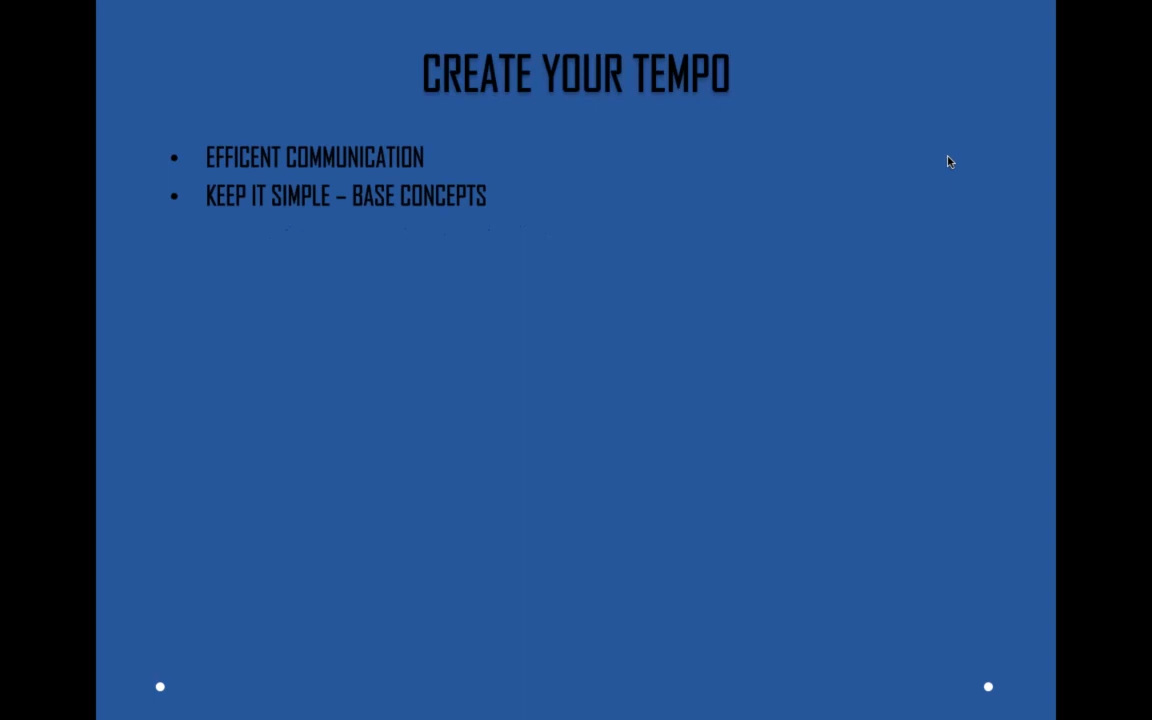 CREATE YOUR TEMPO
• EFFICENT COMMUNICATION
• KEEP IT SIMPLE – BASE CONCEPTS